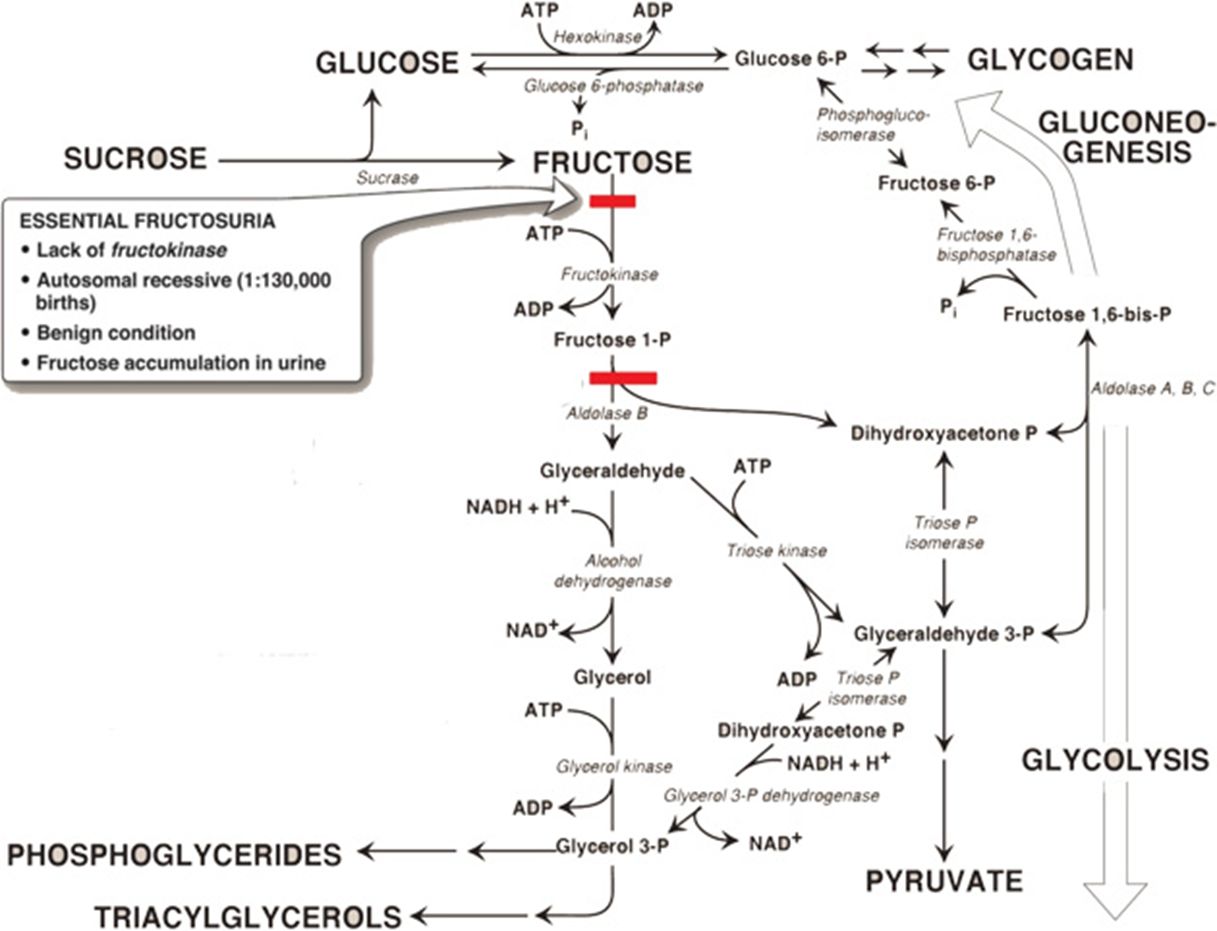 ATP ADP
Hexokinase
GLUCOSE
Glucose 6-P
GLYCOGEN
Glucose 6-phosphatase
Pi
Phosphogluco-
isomerase
GLUCONEO-
GENESIS
SUCROSE
Sucrase
FRUCTOSE
Fructose 6-P
ESSENTIAL FRUCTOSURIA
• Lack of fructokinase
• Autosomal recessive (1:130,000
births)
• Benign condition
• Fructose accumulation in urine
ATP
Fructokinase
ADP
Fructose 1,6-
bisphosphatase
Pi
Fructose 1,6-bis-P
Fructose 1-P
Aldolase B
Aldolase A, B, C
Dihydroxyacetone P
Glyceraldehyde
ATP
NADH + H+
Triose kinase
Triose P
isomerase
Alcohol
dehydrogenase
NAD+
Glyceraldehyde 3-P
Glycerol
ADP
Triose P
isomerase
ATP
Dihydroxyacetone P
NADH + H+
Glycerol kinase
Glycerol 3-P dehydrogenase
ADP
NAD+
GLYCOLYSIS
PHOSPHOGLYCERIDES
Glycerol 3-P
PYRUVATE
TRIACYLGLYCEROLS